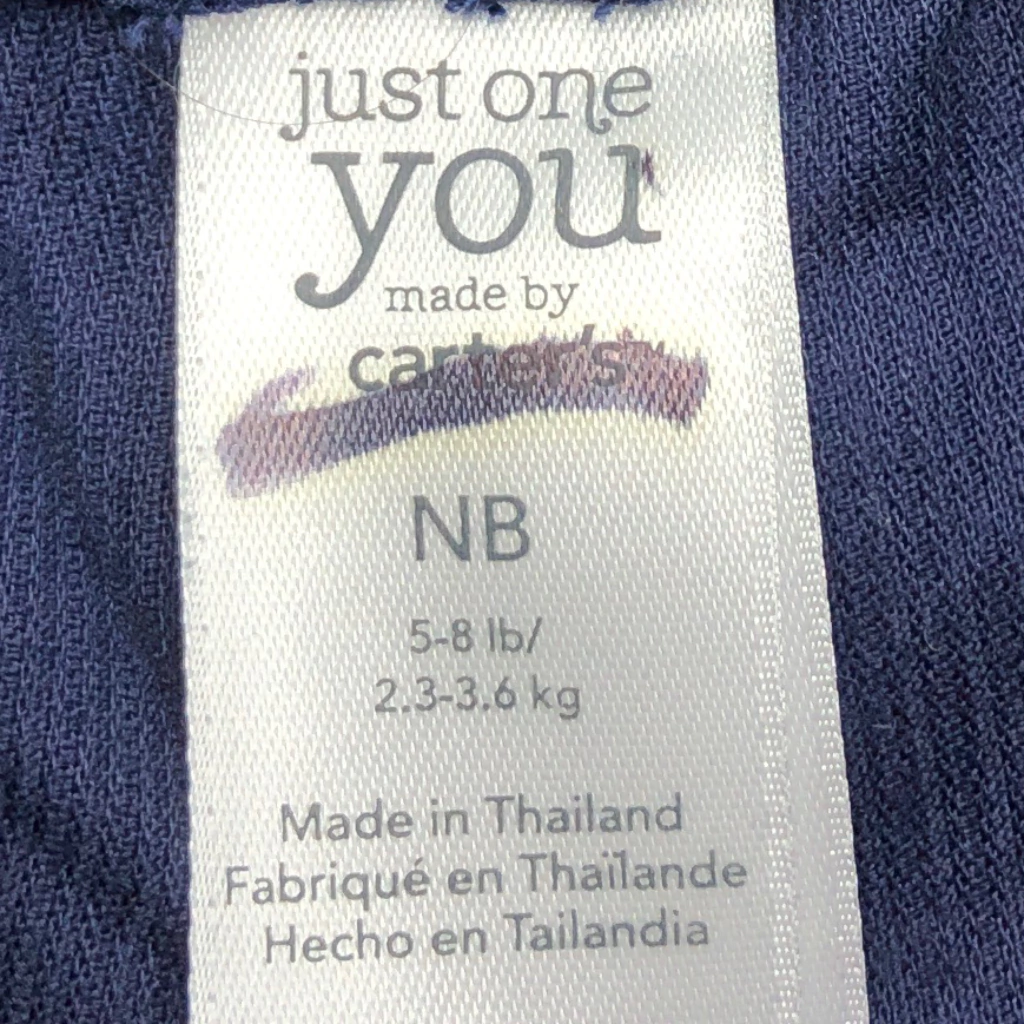 just one
you
made by
carter's
NB
5-8 lb/
2.3-3.6 kg
Made in Thailand
Fabriqué en Thaïlande
Hecho en Tailandia